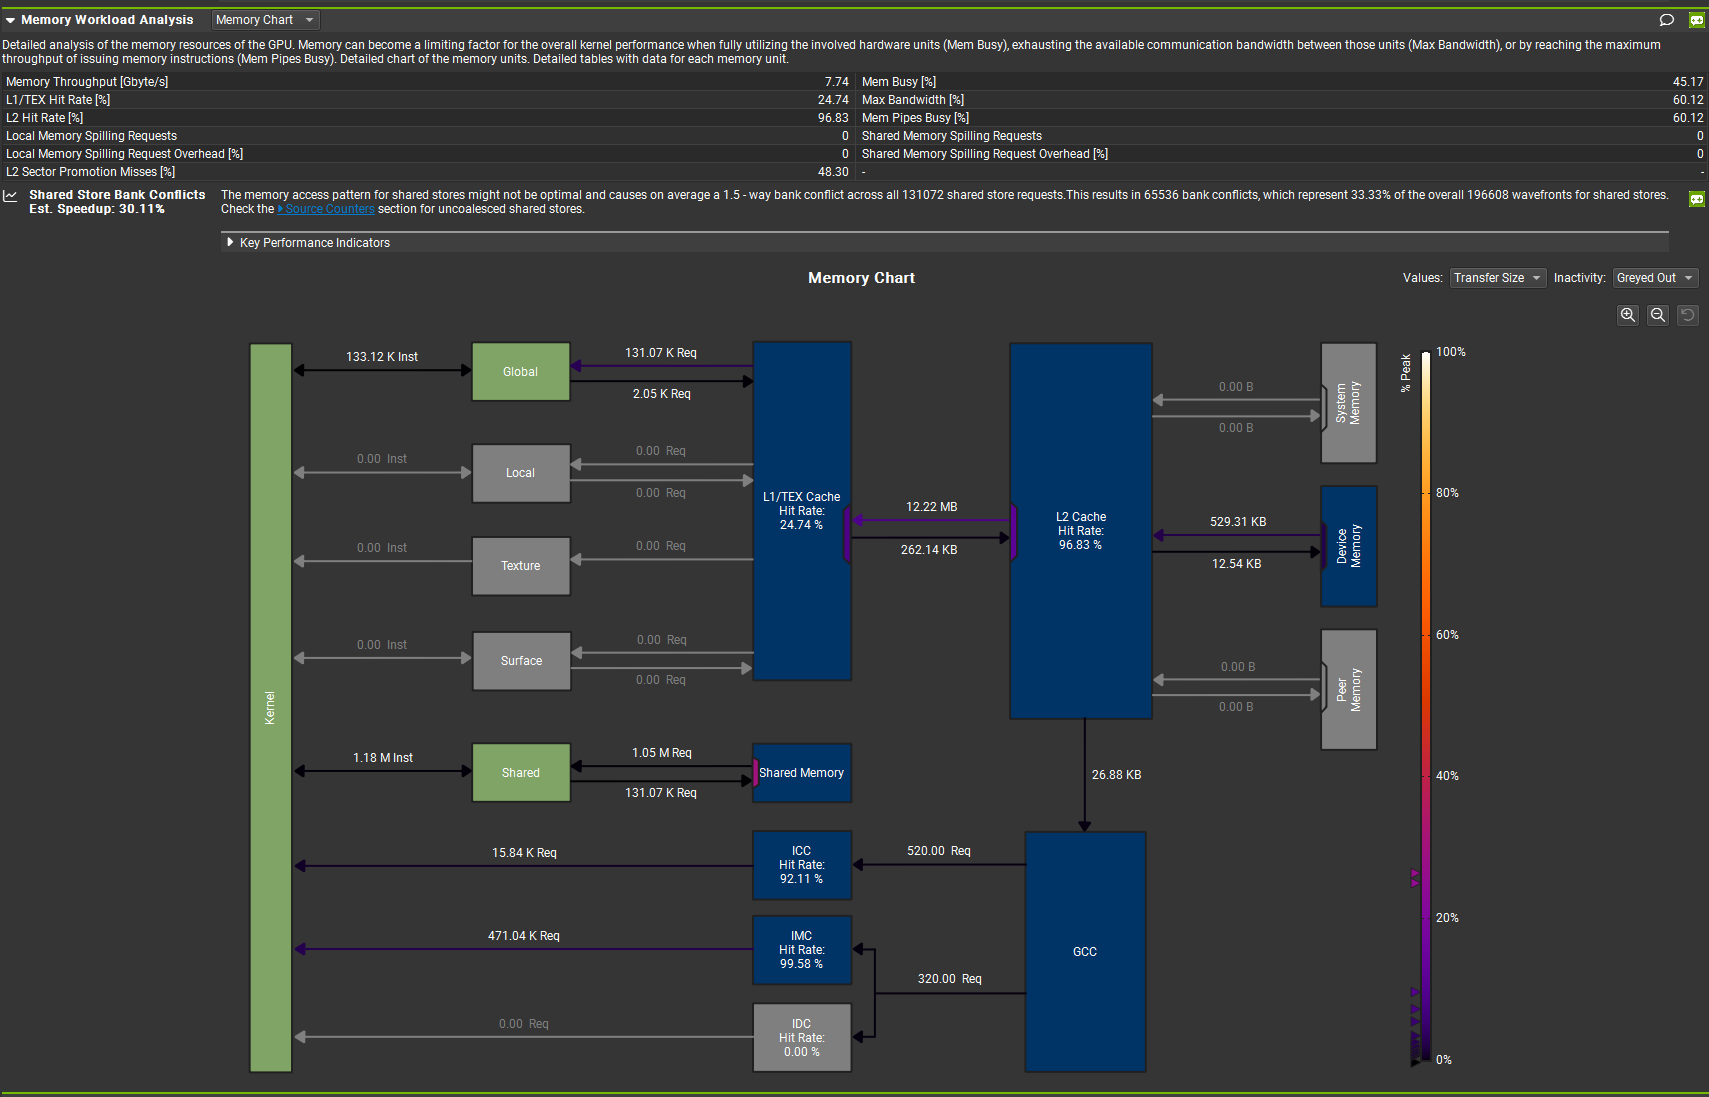 Memory Workload Analysis
Memory Chart
Detailed analysis of the memory resources of the GPU. Memory can become a limiting factor for the overall kernel performance when fully utilizing the involved hardware units (Mem Busy), exhausting the available communication bandwidth between those units (Max Bandwidth), or by reaching the maximum
throughput of issuing memory instructions (Mem Pipes Busy). Detailed chart of the memory units. Detailed tables with data for each memory unit.
Memory Throughput [Gbyte/s] 7.74 Mem Busy [%] 45.17
L1/TEX Hit Rate [%] 24.74 Max Bandwidth [%] 60.12
L2 Hit Rate [%] 96.83 Mem Pipes Busy [%] 60.12
Local Memory Spilling Requests 0 Shared Memory Spilling Requests 0
Local Memory Spilling Request Overhead [%] 0 Shared Memory Spilling Request Overhead [%] 0
L2 Sector Promotion Misses [%] 48.30 - -
Shared Store Bank Conflicts
Est. Speedup: 30.11%
The memory access pattern for shared stores might not be optimal and causes on average a 1.5 - way bank conflict across all 131072 shared store requests.This results in 65536 bank conflicts, which represent 33.33% of the overall 196608 wavefronts for shared stores.
Check the Source Counters section for uncoalesced shared stores.
Key Performance Indicators
Memory Chart
Values: Transfer Size Inactivity: Greyed Out
Kernel
133.12 K Inst
Global
131.07 K Req
2.05 K Req
0.00 Inst
Local
0.00 Req
0.00 Req
0.00 Inst
Texture
0.00 Req
0.00 Inst
Surface
0.00 Req
0.00 Req
L1/TEX Cache
Hit Rate:
24.74 %
12.22 MB
262.14 KB
L2 Cache
Hit Rate:
96.83 %
0.00 B
0.00 B
System
Memory
529.31 KB
12.54 KB
Device
Memory
0.00 B
0.00 B
Peer
Memory
1.18 M Inst
Shared
1.05 M Req
131.07 K Req
Shared Memory
26.88 KB
15.84 K Req
ICC
Hit Rate:
92.11 %
520.00 Req
471.04 K Req
IMC
Hit Rate:
99.58 %
320.00 Req
GCC
0.00 Req
IDC
Hit Rate:
0.00 %
% Peak
100%
80%
60%
40%
20%
0%